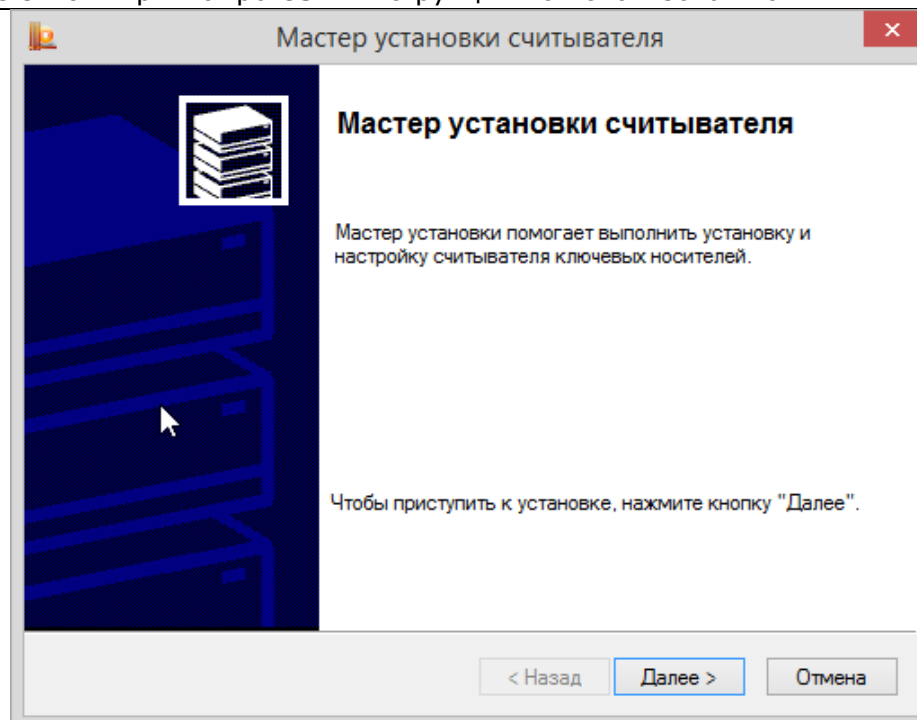 Мастер установки считывателя
Мастер установки считывателя
Мастер установки помогает выполнить установку и
настройку считывателя ключевых носителей.
Чтобы приступить к установке, нажмите кнопку "Далее".
< Назад
Далее >
Отмена